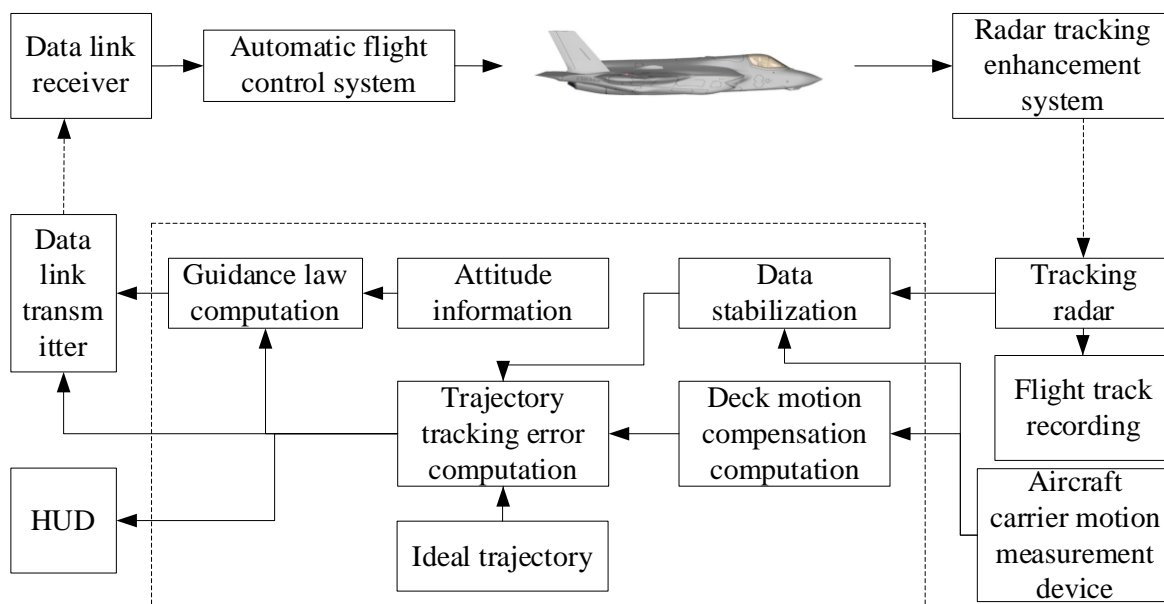 Data link
receiver
Automatic flight
control system
Radar tracking
enhancement
system
Data
link
transm
itter
Guidance law
computation
Attitude
information
Data
stabilization
Tracking
radar
Trajectory
tracking error
computation
Deck motion
compensation
computation
Flight track
recording
HUD
Ideal trajectory
Aircraft
carrier motion
measurement
device